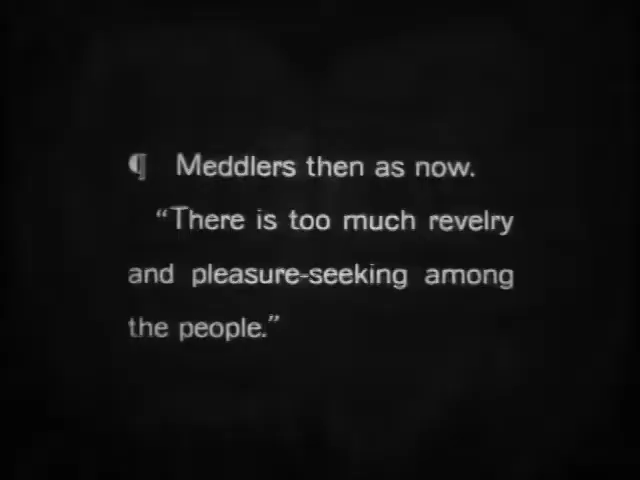 ¶ Meddlers then as now.
“There is too much revelry
and pleasure-seeking among
the people.”